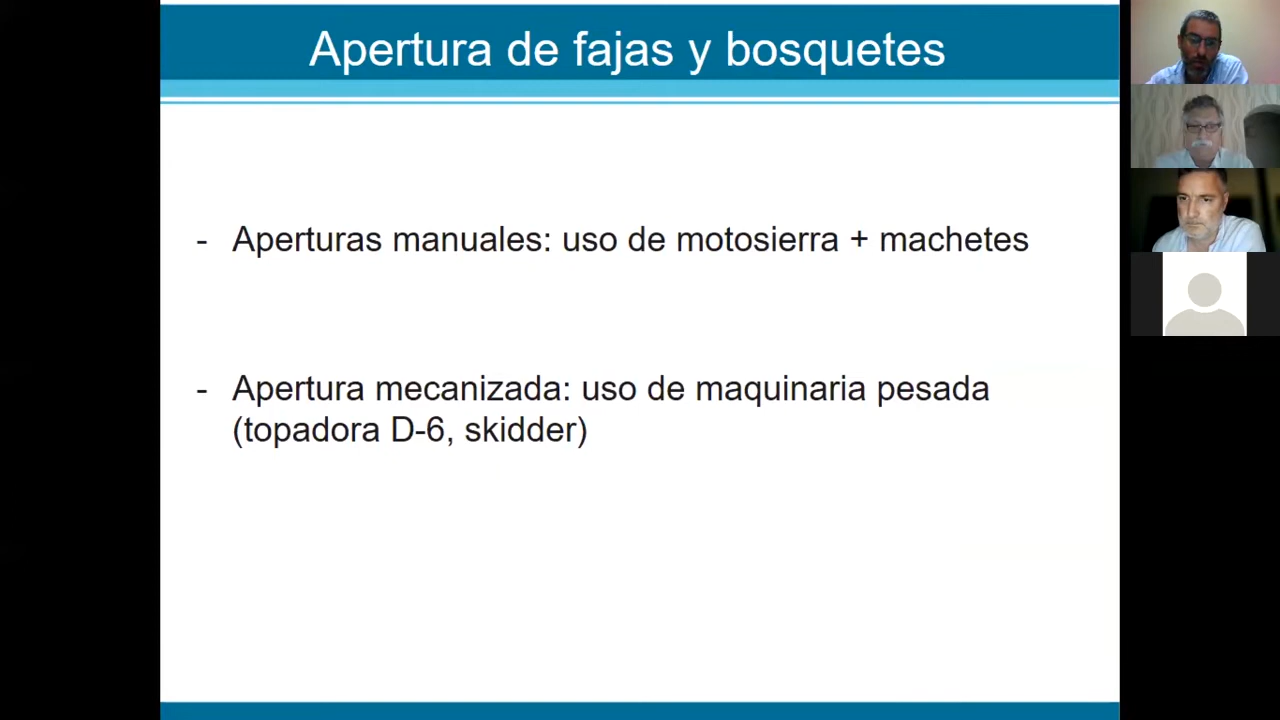 Apertura de fajas y bosquetes
- Aperturas manuales: uso de motosierra + machetes
- Apertura mecanizada: uso de maquinaria pesada
(topadora D-6, skidder)